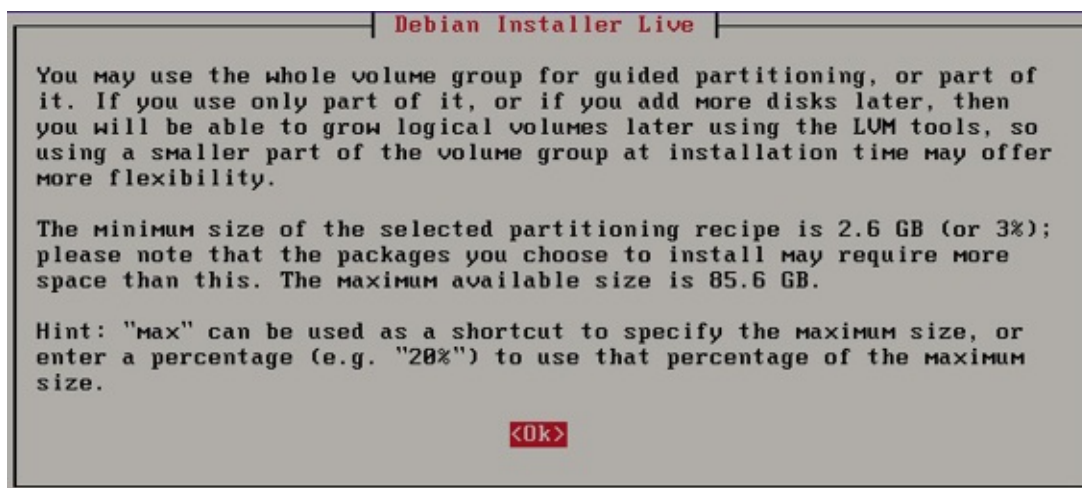 Debian Installer Live
You may use the whole volume group for guided partitioning, or part of
it. If you use only part of it, or if you add more disks later, then
you will be able to grow logical volumes later using the LVM tools, so
using a smaller part of the volume group at installation time may offer
more flexibility.
The minimum size of the selected partitioning recipe is 2.6 GB (or 3%);
please note that the packages you choose to install may require more
space than this. The maximum available size is 85.6 GB.
Hint: "max" can be used as a shortcut to specify the maximum size, or
enter a percentage (e.g. "20%") to use that percentage of the maximum
size.
<Ok>